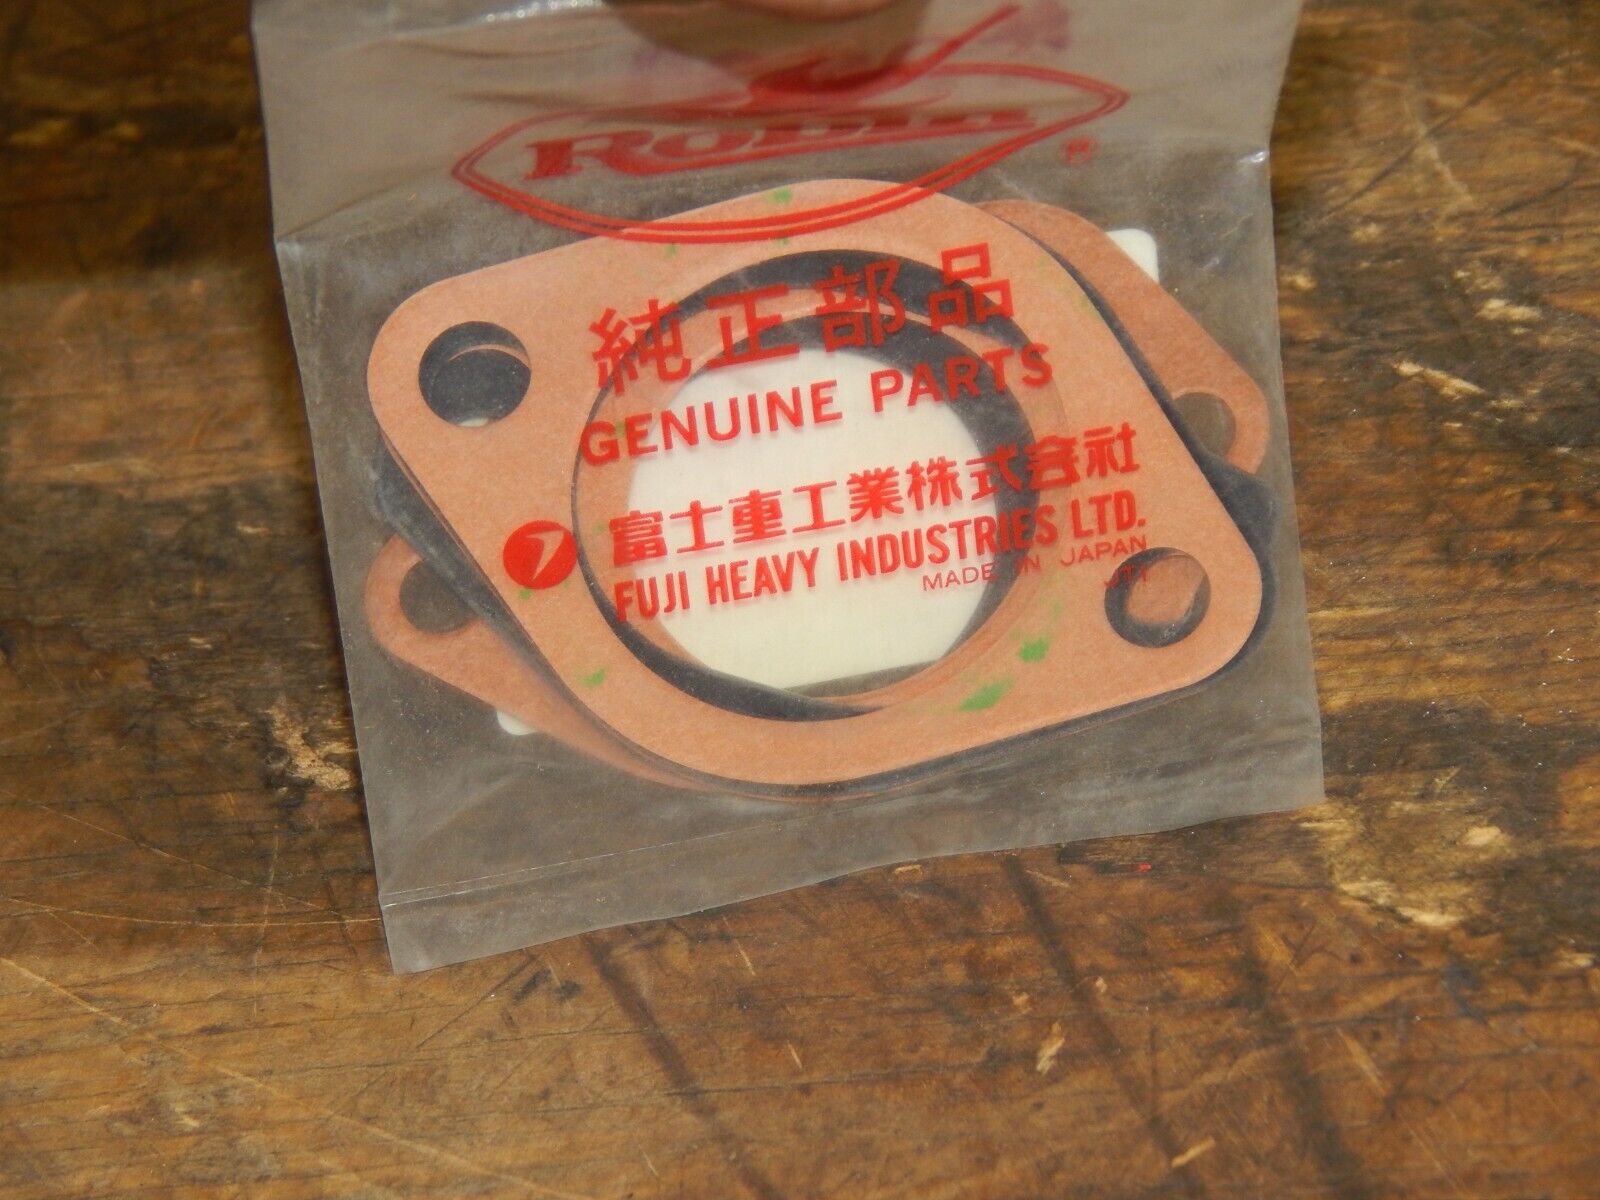 Robin
®
純正部品
GENUINE PARTS
富士重工業株式会社
FUJI HEAVY INDUSTRIES LTD.
MADE IN JAPAN
JT1